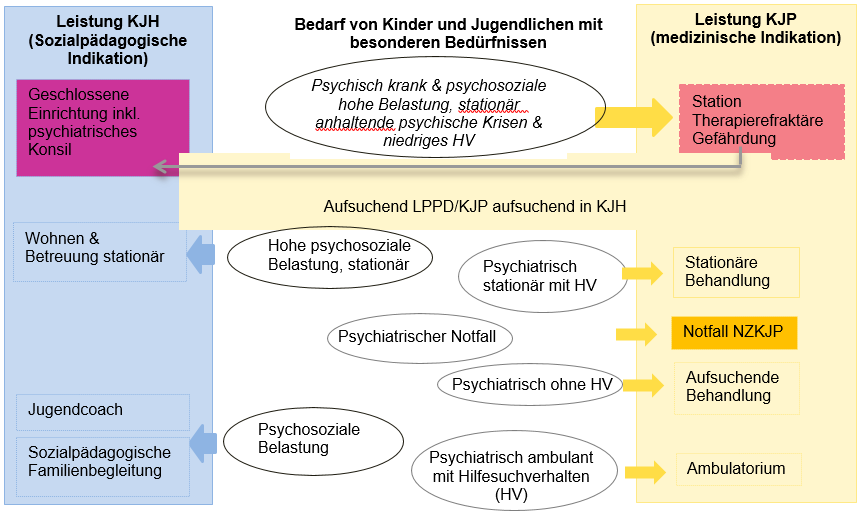 Leistung KJH
(Sozialpädagogische
Indikation)
Bedarf von Kinder und Jugendlichen mit
besonderen Bedürfnissen
Leistung KJP
(medizinische Indikation)
Geschlossene
Einrichtung inkl.
psychiatrisches
Konsil
Psychisch krank & psychosoziale
hohe Belastung, stationär
anhaltende psychische Krisen &
niedriges HV
Station
Therapierefraktäre
Gefährdung
Aufsuchend LPPD/KJP aufsuchend in KJH
Wohnen &
Betreuung stationär
Hohe psychosoziale
Belastung, stationär
Psychiatrisch
stationär mit HV
Stationäre
Behandlung
Psychiatrischer Notfall
Notfall NZKJP
Psychiatrisch ohne HV
Aufsuchende
Behandlung
Jugendcoach
Sozialpädagogische
Familienbegleitung
Psychosoziale
Belastung
Psychiatrisch ambulant
mit Hilfesuchverhalten
(HV)
Ambulatorium